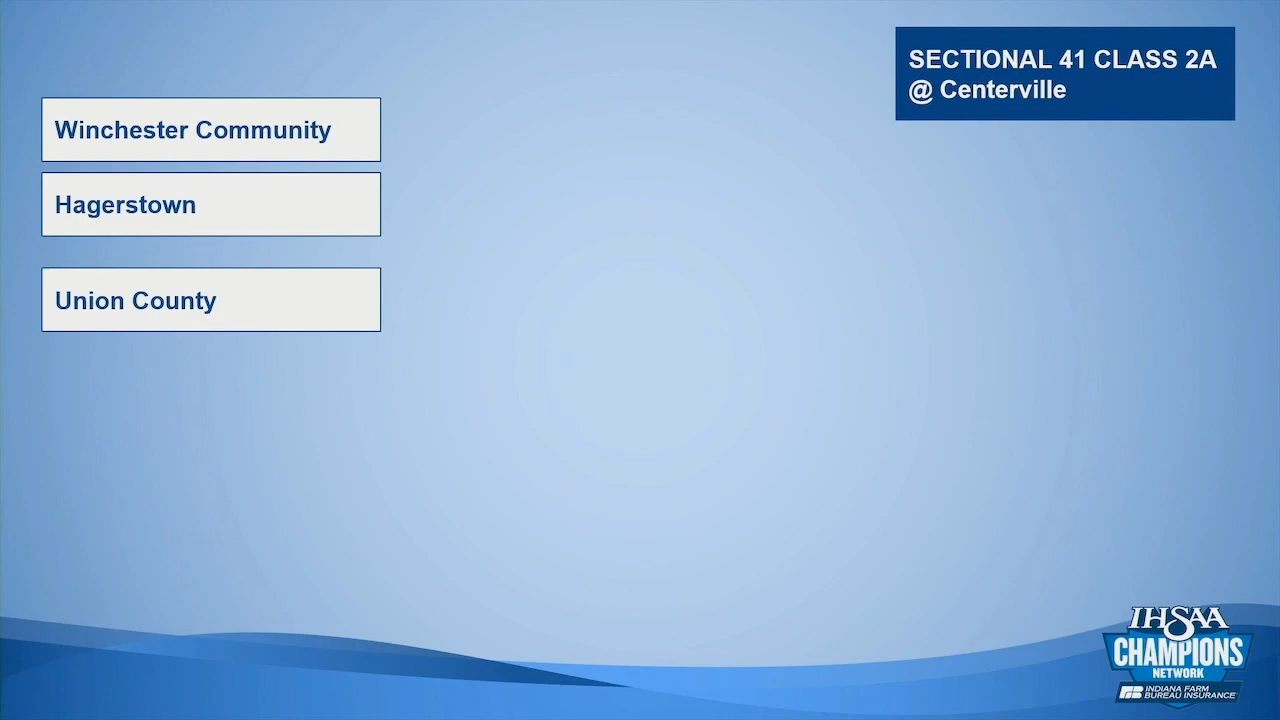 SECTIONAL 41 CLASS 2A
@ Centerville
Winchester Community
Hagerstown
Union County
IHSAA
CHAMPIONS
NETWORK
INDIANA FARM
BUREAU INSURANCE